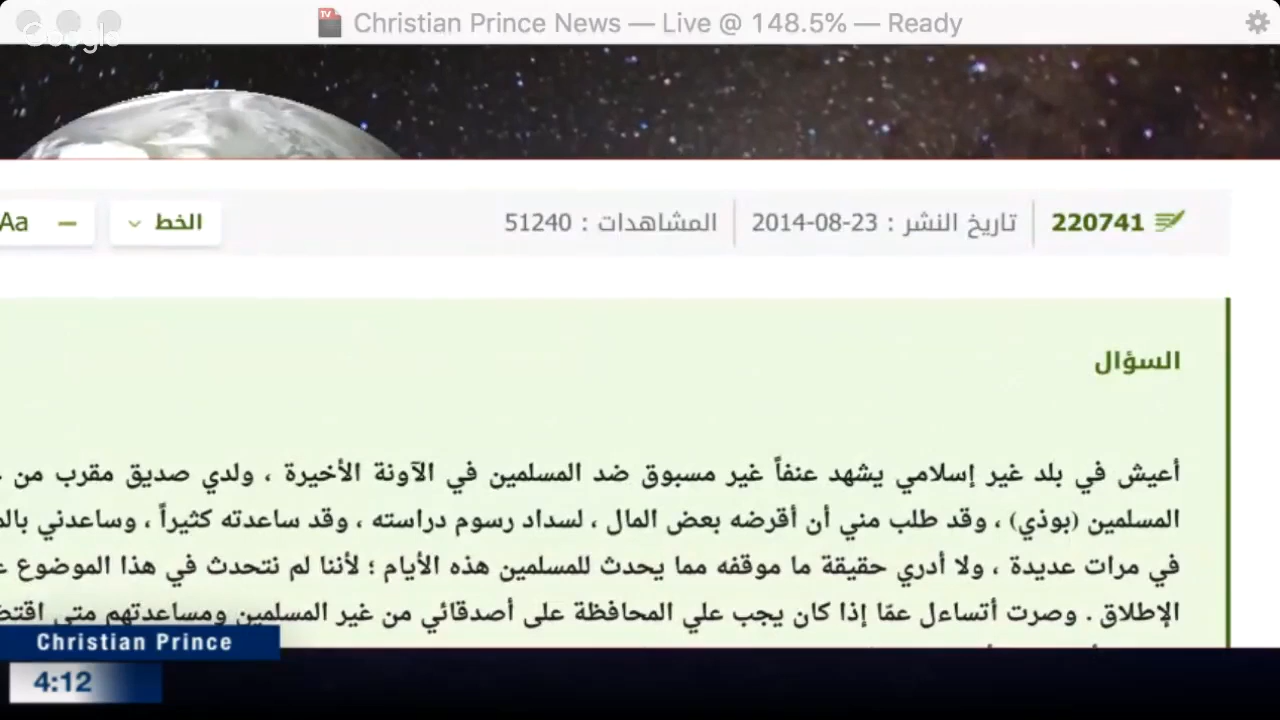 Christian Prince News — Live @ 148.5% — Ready
Google
220741 تاريخ النشر : 23-08-2014 المشاهدات : 51240 الخط – Aa
السؤال
أعيش في بلد غير إسلامي يشهد عنفاً غير مسبوق ضد المسلمين في الآونة الأخيرة ، ولدي صديق مقرب من
المسلمين (بوذي) ، وقد طلب مني أن أقرضه بعض المال ، لسداد رسوم دراسته ، وقد ساعدته كثيراً ، وساعدني
في مرات عديدة ، ولا أدري حقيقة ما موقفه مما يحدث للمسلمين هذه الأيام ؛ لأننا لم نتحدث في هذا الموضوع
الإطلاق . وصرت أتساءل عمّا إذا كان يجب علي المحافظة على أصدقائي من غير المسلمين ومساعدتهم متى
Christian Prince
4:12